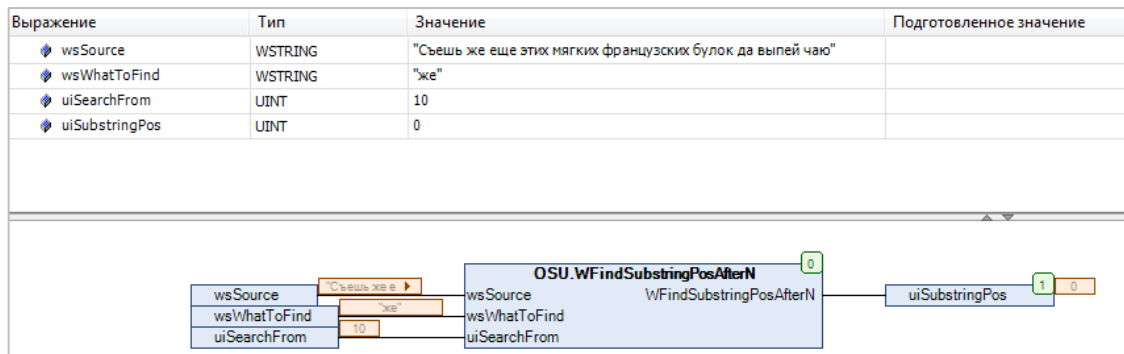 Выражение Тип Значение Подготовленное значение
wsSource WSTRING "Съешь же еще этих мягких французских булок да выпей чаю"
wsWhatToFind WSTRING "же"
uiSearchFrom UINT 10
uiSubstringPos UINT 0
OSU.WFindSubstringPosAfterN 0
wsSource "Съешь же е wsSource WFindSubstringPosAfterN uiSubstringPos 1 0
wsWhatToFind "же" wsWhatToFind
uiSearchFrom 10 uiSearchFrom